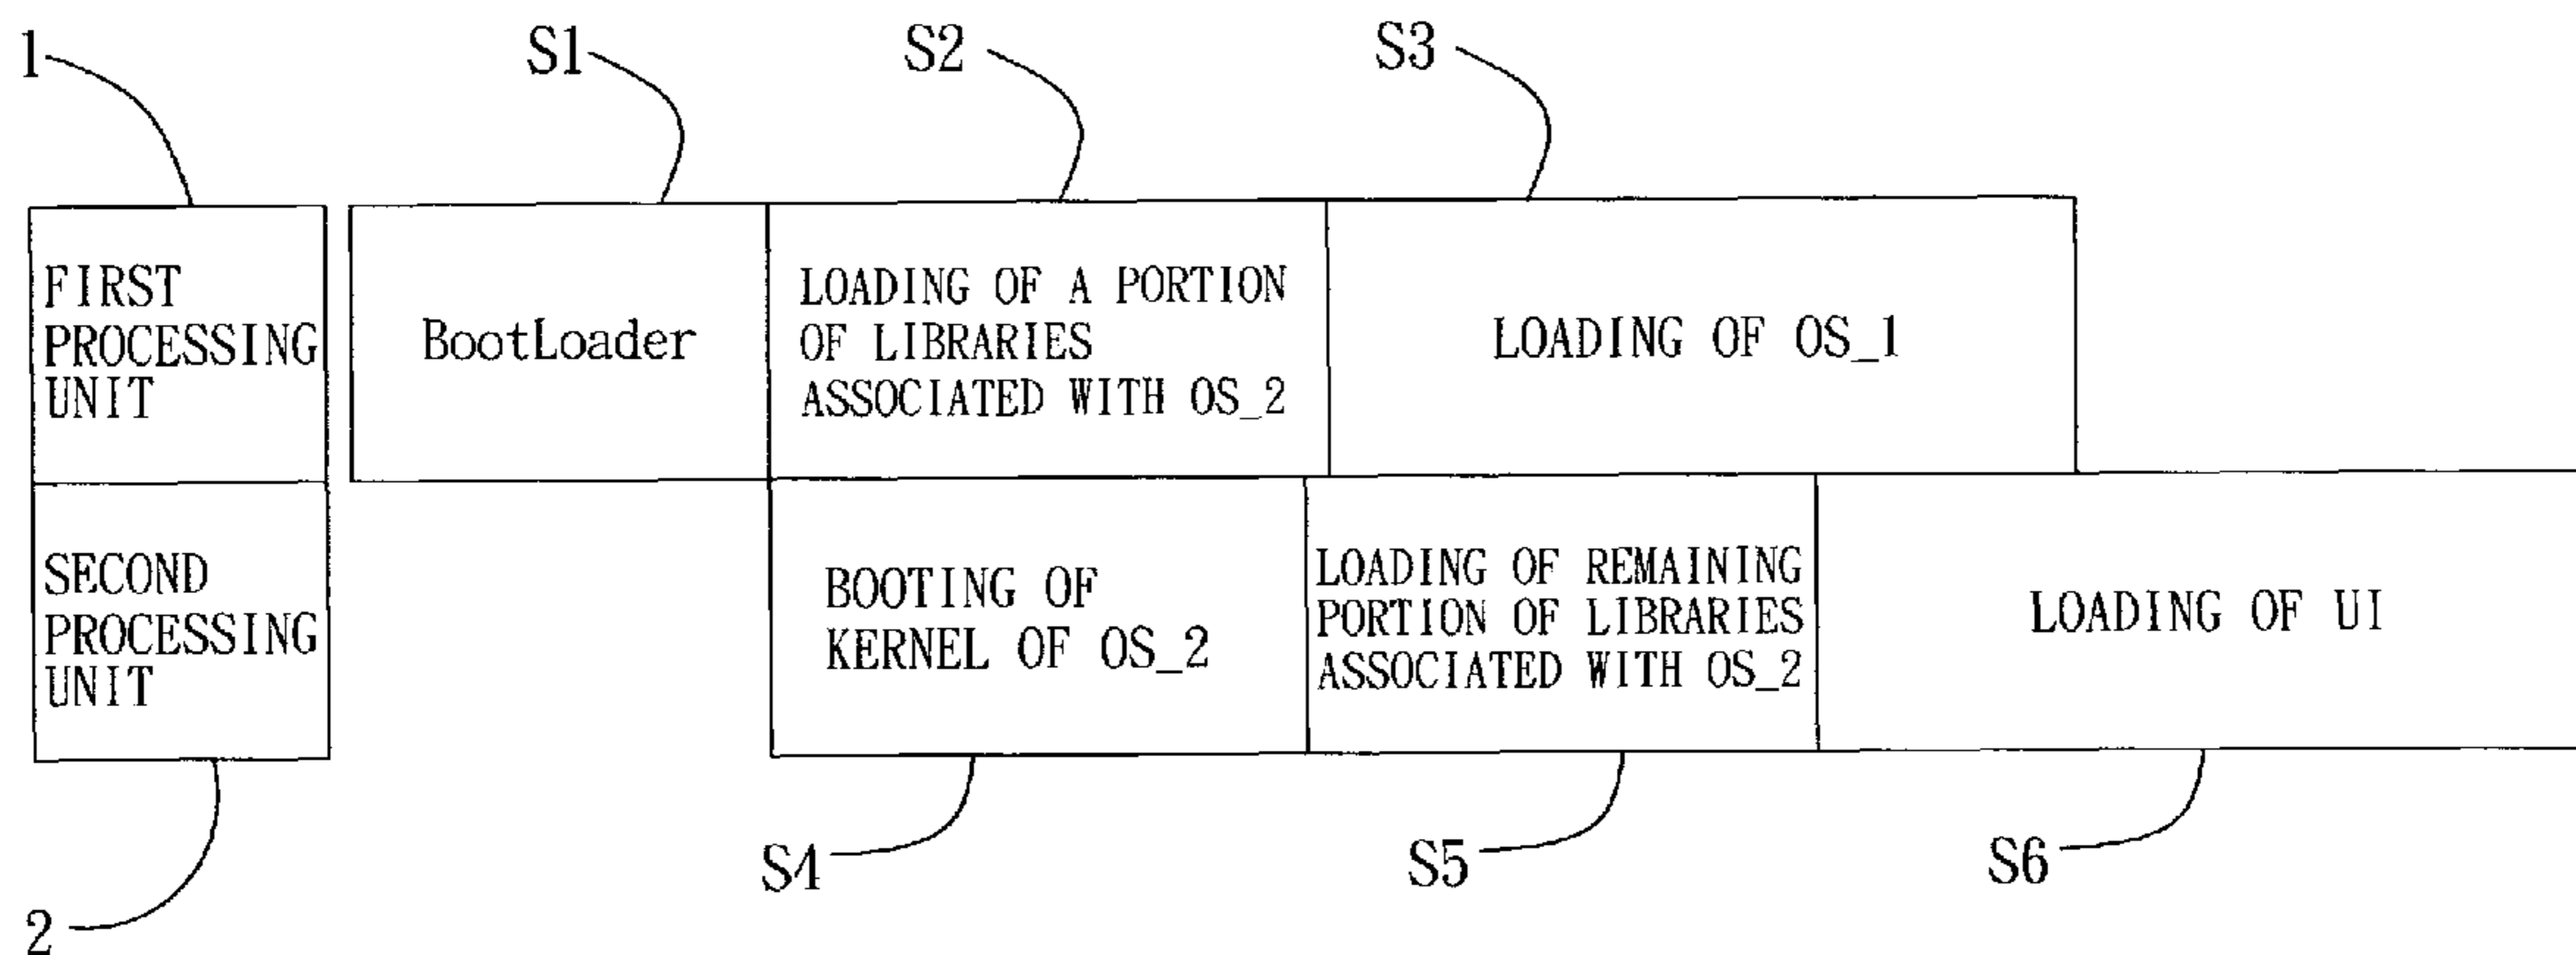 1
S1
S2
S3
FIRST
PROCESSING
UNIT
BootLoader
LOADING OF A PORTION
OF LIBRARIES
ASSOCIATED WITH OS_2
LOADING OF OS_1
SECOND
PROCESSING
UNIT
BOOTING OF
KERNEL OF OS_2
LOADING OF REMAINING
PORTION OF LIBRARIES
ASSOCIATED WITH OS_2
LOADING OF UI
2
S4
S5
S6